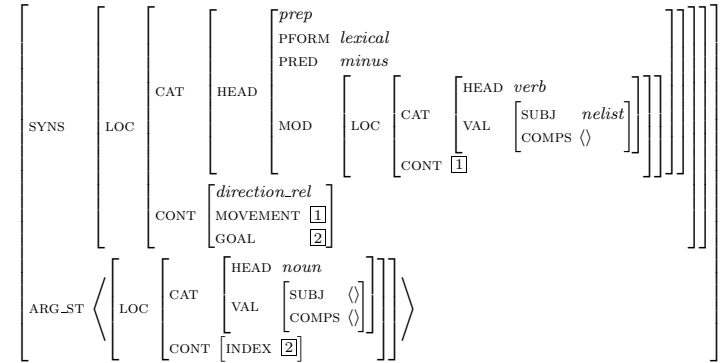 prep
PFORM lexical
PRED minus
CAT HEAD HEAD verb
CAT SUBJ nelist
SYNS LOC MOD LOC VAL
COMPS ⟨⟩
CONT 1
direction_rel
CONT MOVEMENT 1
GOAL 2
HEAD noun
CAT SUBJ ⟨⟩
ARG_ST ⟨ LOC VAL ⟩
COMPS ⟨⟩
CONT INDEX 2